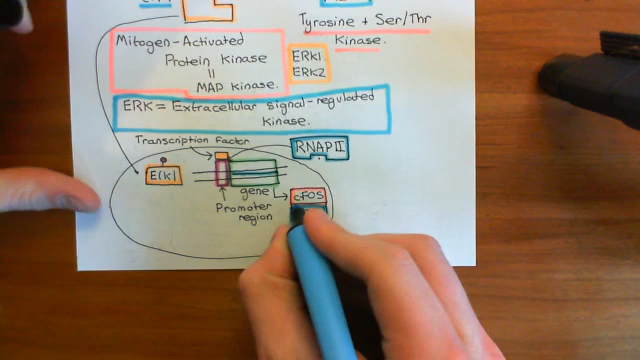 Tyrosine + Ser/Thr
Kinase.
Mitogen-Activated
Protein Kinase
=
MAP kinase.
ERK1
ERK2
ERK = Extracellular signal-regulated
kinase.
Transcription factor
RNAP II
E(K)
gene
cFOS
Promoter
region